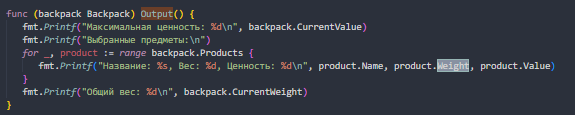 func (backpack Backpack) Output() {
fmt.Printf("Максимальная ценность: %d\n", backpack.CurrentValue)
fmt.Printf("Выбранные предметы:\n")
for _, product := range backpack.Products {
fmt.Printf("Название: %s, Вес: %d, Ценность: %d\n", product.Name, product.Weight, product.Value)
}
fmt.Printf("Общий вес: %d\n", backpack.CurrentWeight)
}